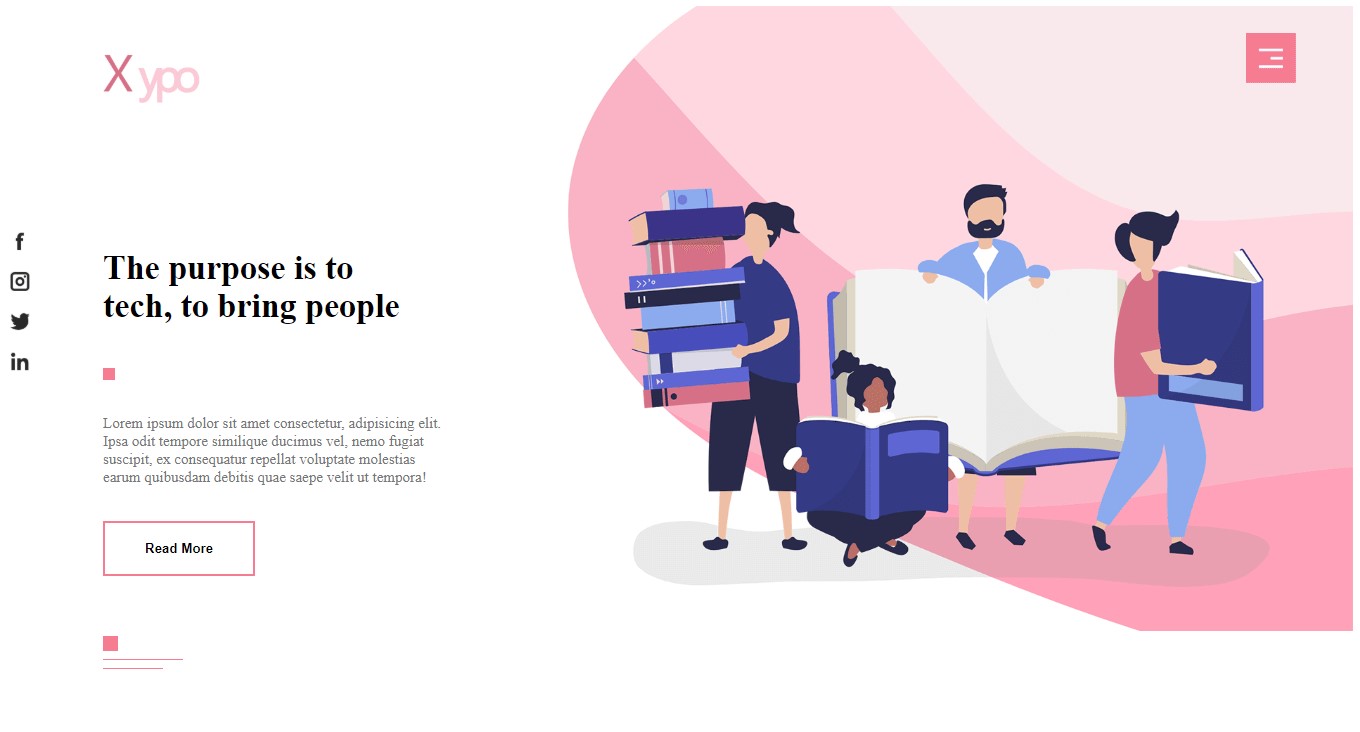 X ypo
The purpose is to
tech, to bring people
Lorem ipsum dolor sit amet consectetur, adipisicing elit.
Ipsa odit tempore similique ducimus vel, nemo fugiat
suscipit, ex consequatur repellat voluptate molestias
earum quibusdam debitis quae saepe velit ut tempora!
Read More